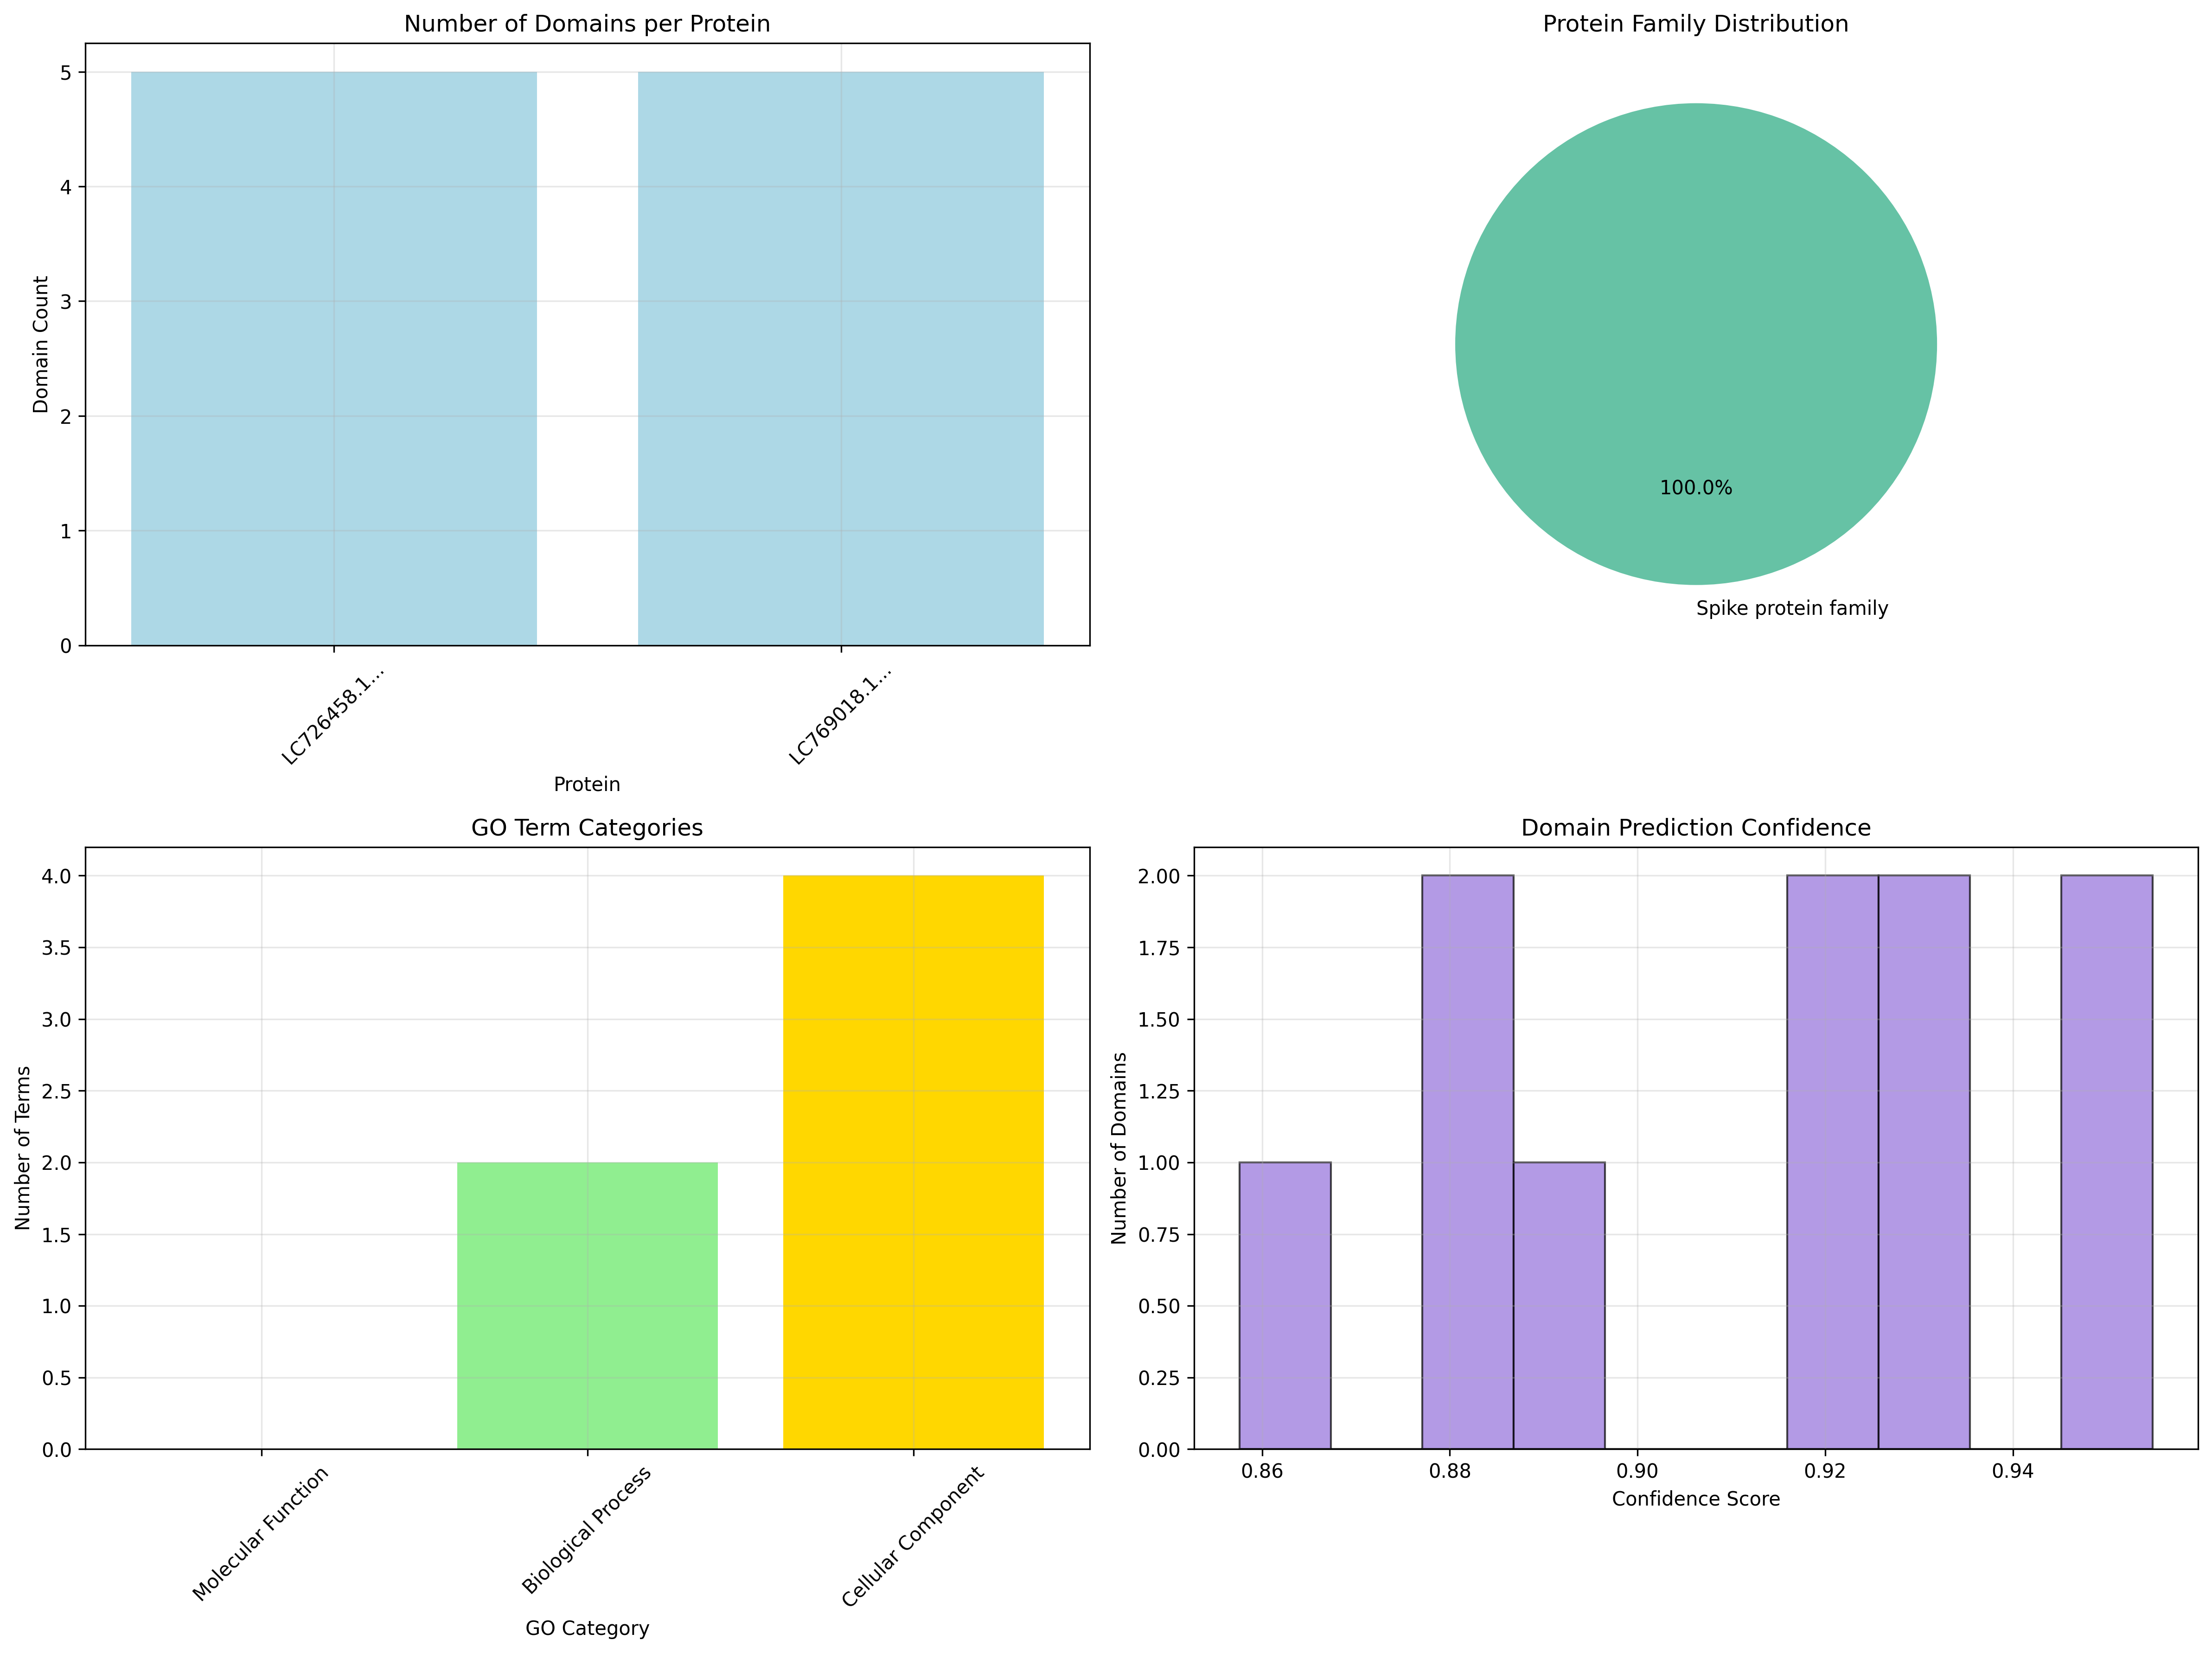 Number of Domains per Protein
Domain Count
5
4
3
2
1
0
LC726458.1...
LC769018.1...
Protein
Protein Family Distribution
100.0%
Spike protein family
GO Term Categories
Number of Terms
4.0
3.5
3.0
2.5
2.0
1.5
1.0
0.5
0.0
Molecular Function
Biological Process
Cellular Component
GO Category
Domain Prediction Confidence
Number of Domains
2.00
1.75
1.50
1.25
1.00
0.75
0.50
0.25
0.00
0.86 0.88 0.90 0.92 0.94
Confidence Score